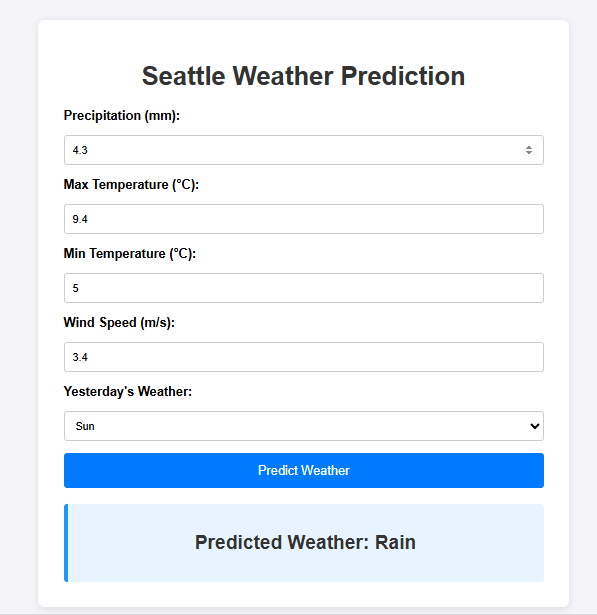 Seattle Weather Prediction
Precipitation (mm):
4.3
Max Temperature (°C):
9.4
Min Temperature (°C):
5
Wind Speed (m/s):
3.4
Yesterday's Weather:
Sun
Predict Weather
Predicted Weather: Rain